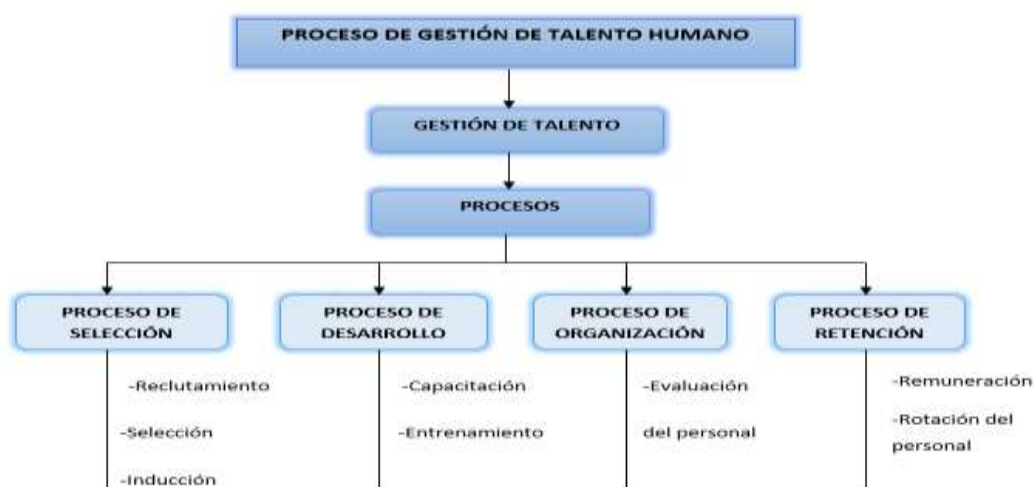 PROCESO DE GESTIÓN DE TALENTO HUMANO
GESTIÓN DE TALENTO
PROCESOS
PROCESO DE
SELECCIÓN
-Reclutamiento
-Selección
-Inducción
PROCESO DE
DESARROLLO
-Capacitación
-Entrenamiento
PROCESO DE
ORGANIZACIÓN
-Evaluación
del personal
PROCESO DE
RETENCIÓN
-Remuneración
-Rotación del
personal